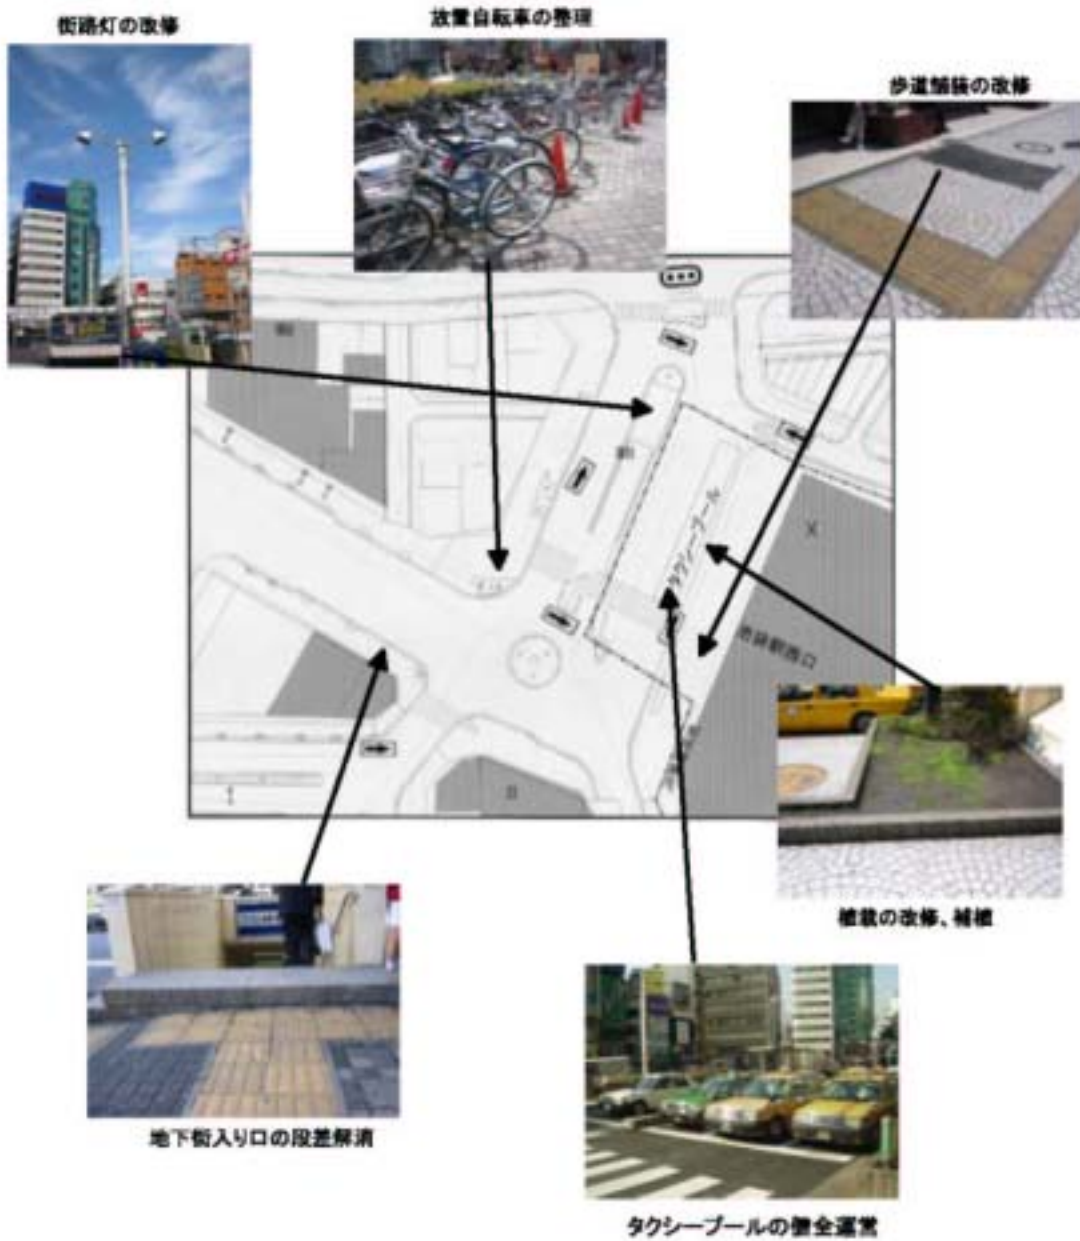 街路灯の改修
放置自転車の整理
歩道舗装の改修
タクシープール
池袋駅西口
植栽の改修、補植
地下街入り口の段差解消
タクシープールの健全運営